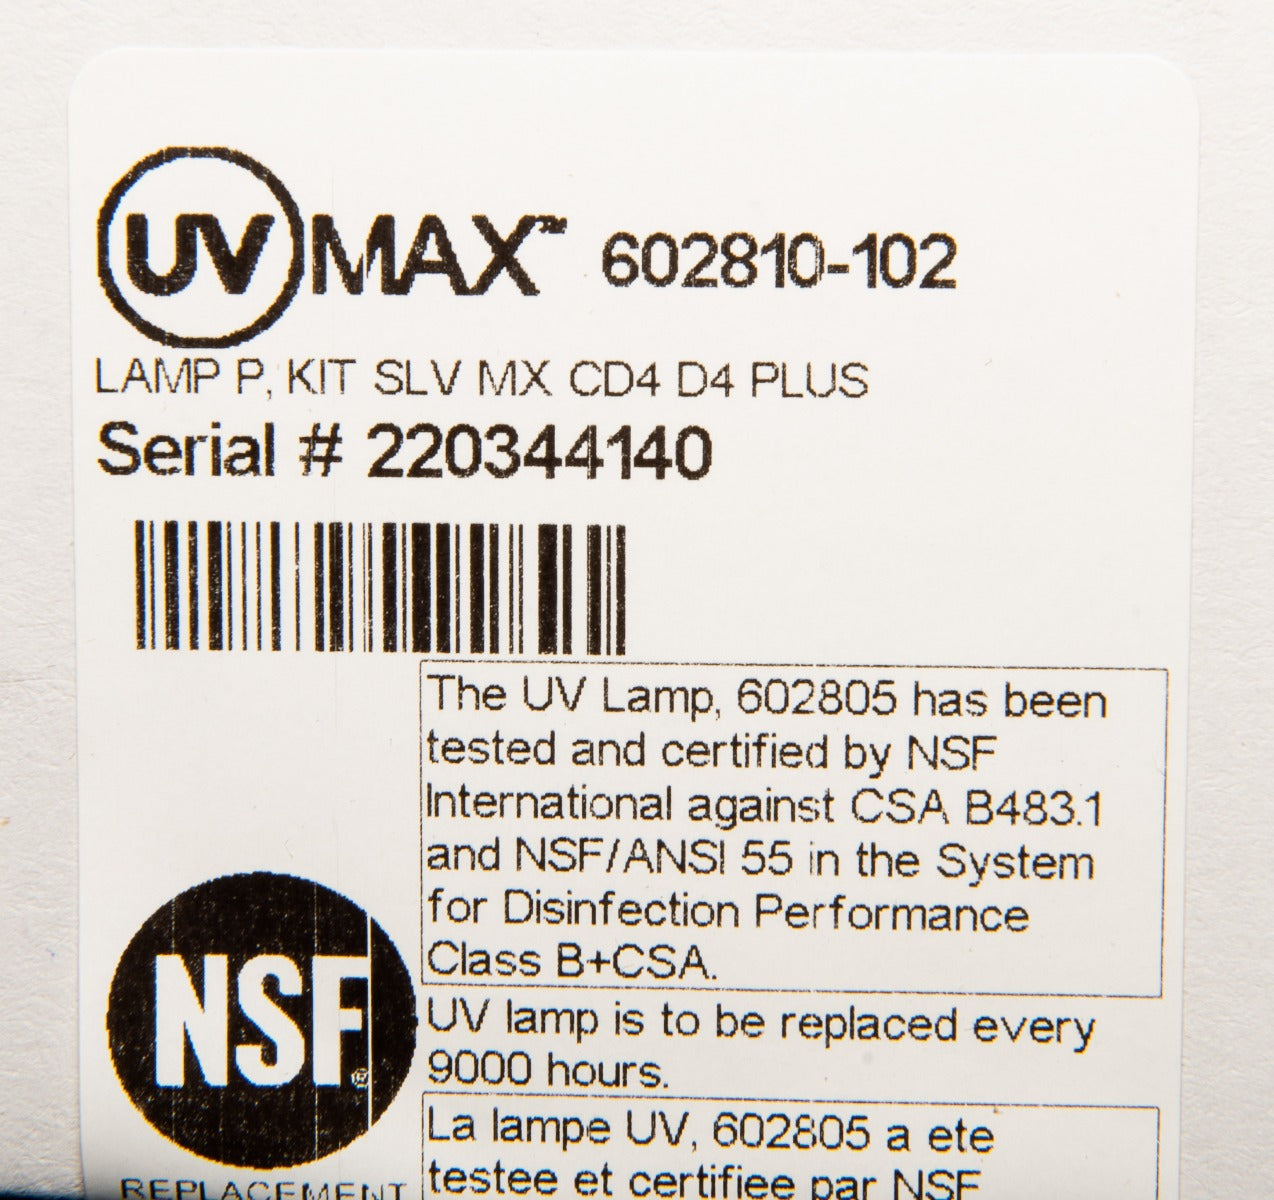 UVMAX™ 602810-102
LAMP P, KIT SLV MX CD4 D4 PLUS
Serial # 220344140
The UV Lamp, 602805 has been
tested and certified by NSF
International against CSA B483.1
and NSF/ANSI 55 in the System
for Disinfection Performance
Class B+CSA.
UV lamp is to be replaced every
9000 hours.
NSF®
REPLACEMENT
La lampe UV, 602805 a ete
testee et certifiee par NSF